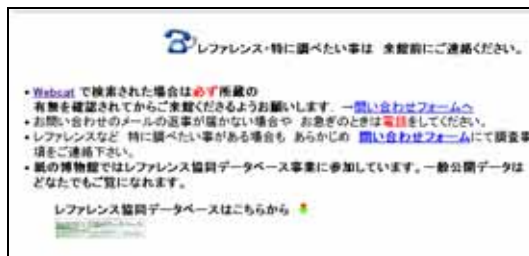 レファレンス・特に調べたい事は 来館前にご連絡ください。
・Webcat で検索された場合は必ず所蔵の
有無を確認されてからご来館くださるようお願いします. →問い合わせフォームへ
・お問い合わせのメールの返事が届かない場合や お急ぎのときは電話をしてください。
・レファレンスなど 特に調べたい事がある場合も あらかじめ 問い合わせフォームにて調査事
項をご連絡下さい。
・紙の博物館ではレファレンス協同データベース事業に参加しています。一般公開データは
どなたでもご覧になれます。
レファレンス協同データベースはこちらから